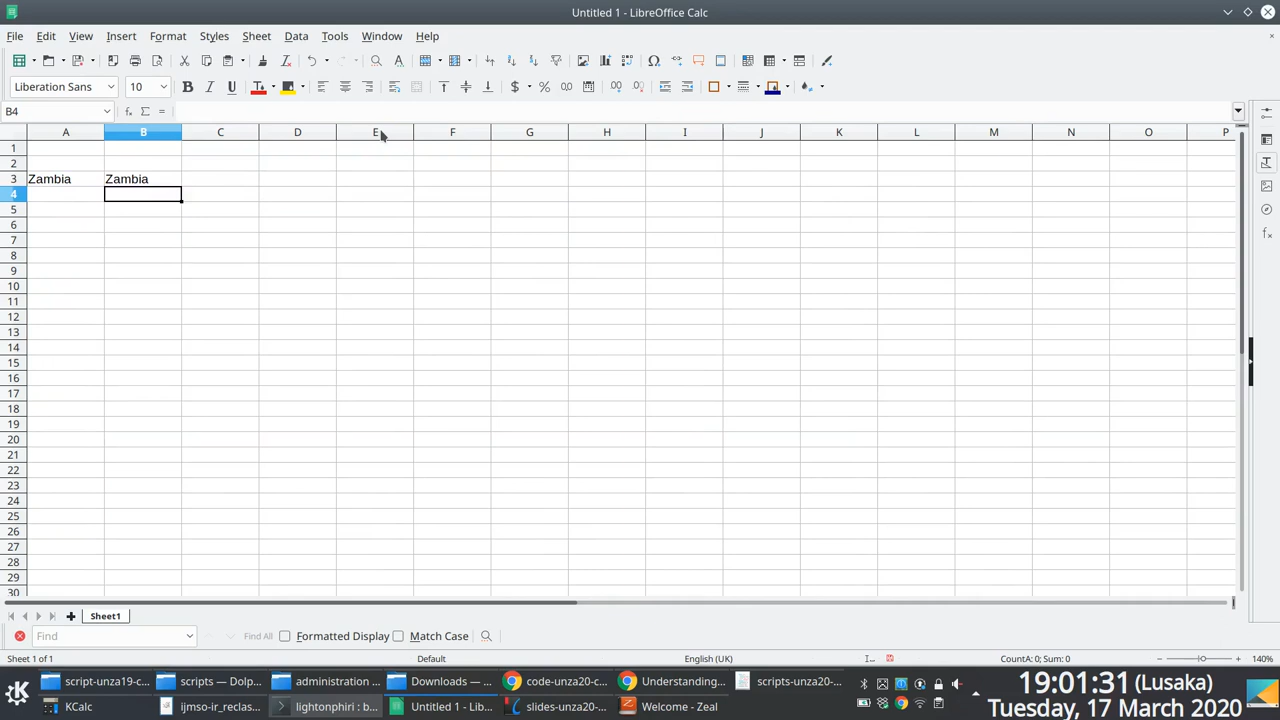 Untitled 1 - LibreOffice Calc
File Edit View Insert Format Styles Sheet Data Tools Window Help
Liberation Sans 10
B4
A B C D E F G H I J K L M N O P
1
2
3 Zambia Zambia
4
5
6
7
8
9
10
11
12
13
14
15
16
17
18
19
20
21
22
23
24
25
26
27
28
29
30
Sheet1
Find Find All Formatted Display Match Case
Sheet 1 of 1 Default English (UK) CountA: 0; Sum: 0 140%
script-unza19-c... scripts — Dolp... administration ... Downloads — ... code-unza20-c... Understanding... scripts-unza20-...
KCalc ijmso-ir_reclas... lightonphiri : b... Untitled 1 - Lib... slides-unza20-... Welcome - Zeal
19:01:31 (Lusaka)
Tuesday, 17 March 2020